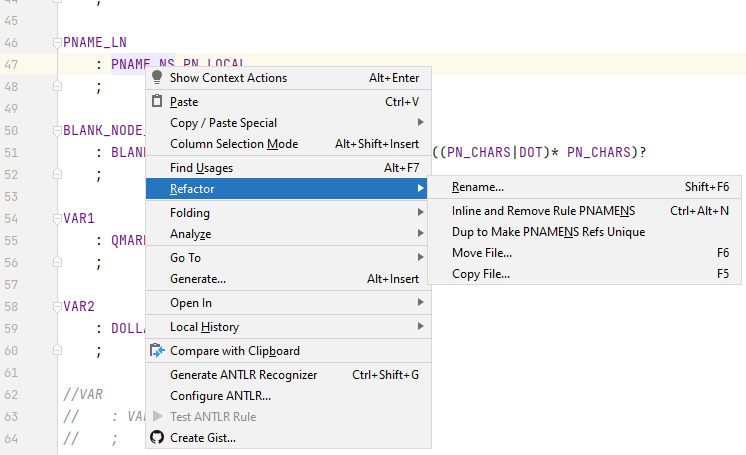 44 ;
45
46 PNAME_LN
47 : PNAME_NS PN_LOCAL
48 ;
49
50 BLANK_NODE_
51 : BLAN ((PN_CHARS|DOT)* PN_CHARS)?
52 ;
53
54 VAR1
55 : QMAR
56 ;
57
58 VAR2
59 : DOLLA
60 ;
61
62 //VAR
63 // : VA
64 // ;
Show Context Actions Alt+Enter
Paste Ctrl+V
Copy / Paste Special
Column Selection Mode Alt+Shift+Insert
Find Usages Alt+F7
Refactor
Folding
Analyze
Go To
Generate... Alt+Insert
Open In
Local History
Compare with Clipboard
Generate ANTLR Recognizer Ctrl+Shift+G
Configure ANTLR...
Test ANTLR Rule
Create Gist...
Rename... Shift+F6
Inline and Remove Rule PNAMENS Ctrl+Alt+N
Dup to Make PNAMENS Refs Unique
Move File... F6
Copy File... F5